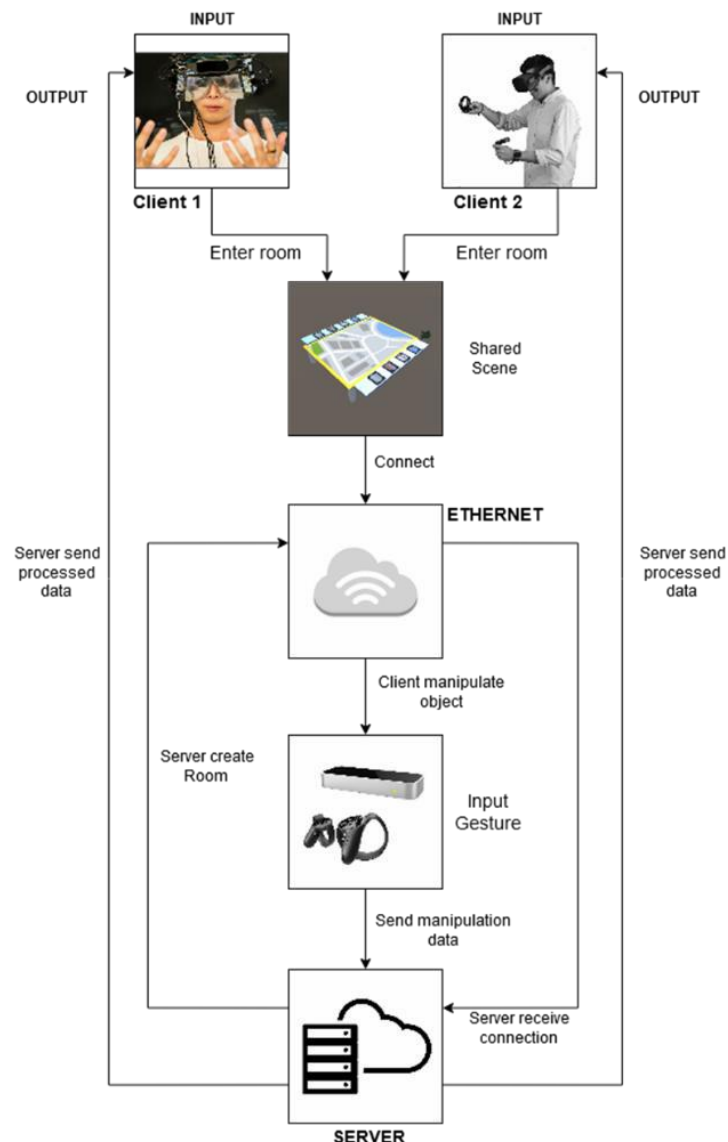 INPUT
INPUT
OUTPUT
OUTPUT
Client 1
Client 2
Enter room
Enter room
Shared
Scene
Connect
ETHERNET
Server send
processed
data
Server send
processed
data
Client manipulate
object
Server create
Room
Input
Gesture
Send manipulation
data
Server receive
connection
SERVER